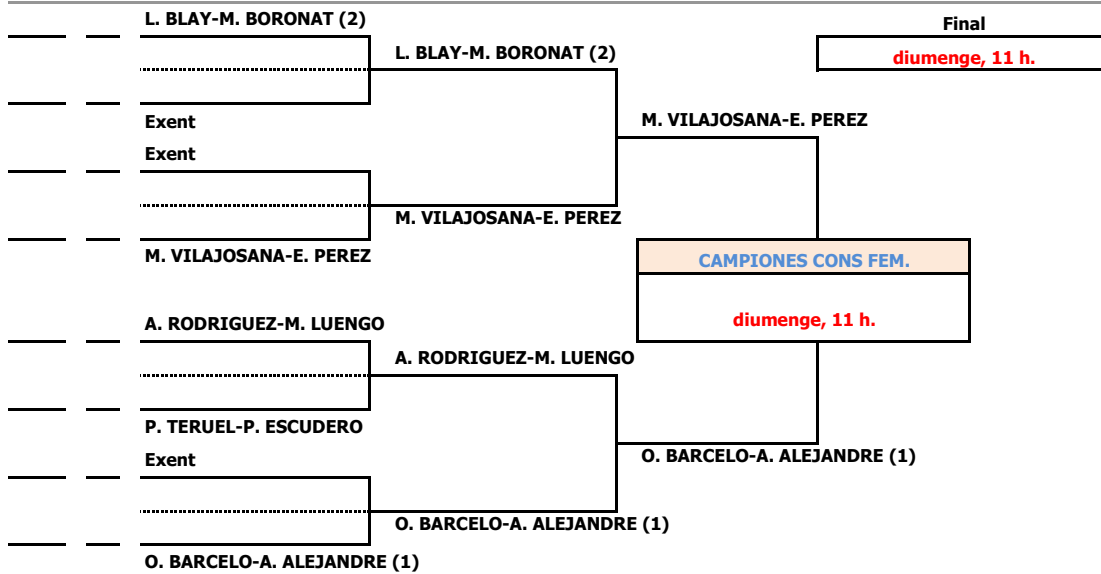 L. BLAY-M. BORONAT (2)
Final
L. BLAY-M. BORONAT (2)
diumenge, 11 h.
Exent
M. VILAJOSANA-E. PEREZ
Exent
M. VILAJOSANA-E. PEREZ
M. VILAJOSANA-E. PEREZ
CAMPIONES CONS FEM.
diumenge, 11 h.
A. RODRIGUEZ-M. LUENGO
A. RODRIGUEZ-M. LUENGO
P. TERUEL-P. ESCUDERO
Exent
O. BARCELO-A. ALEJANDRE (1)
O. BARCELO-A. ALEJANDRE (1)
O. BARCELO-A. ALEJANDRE (1)